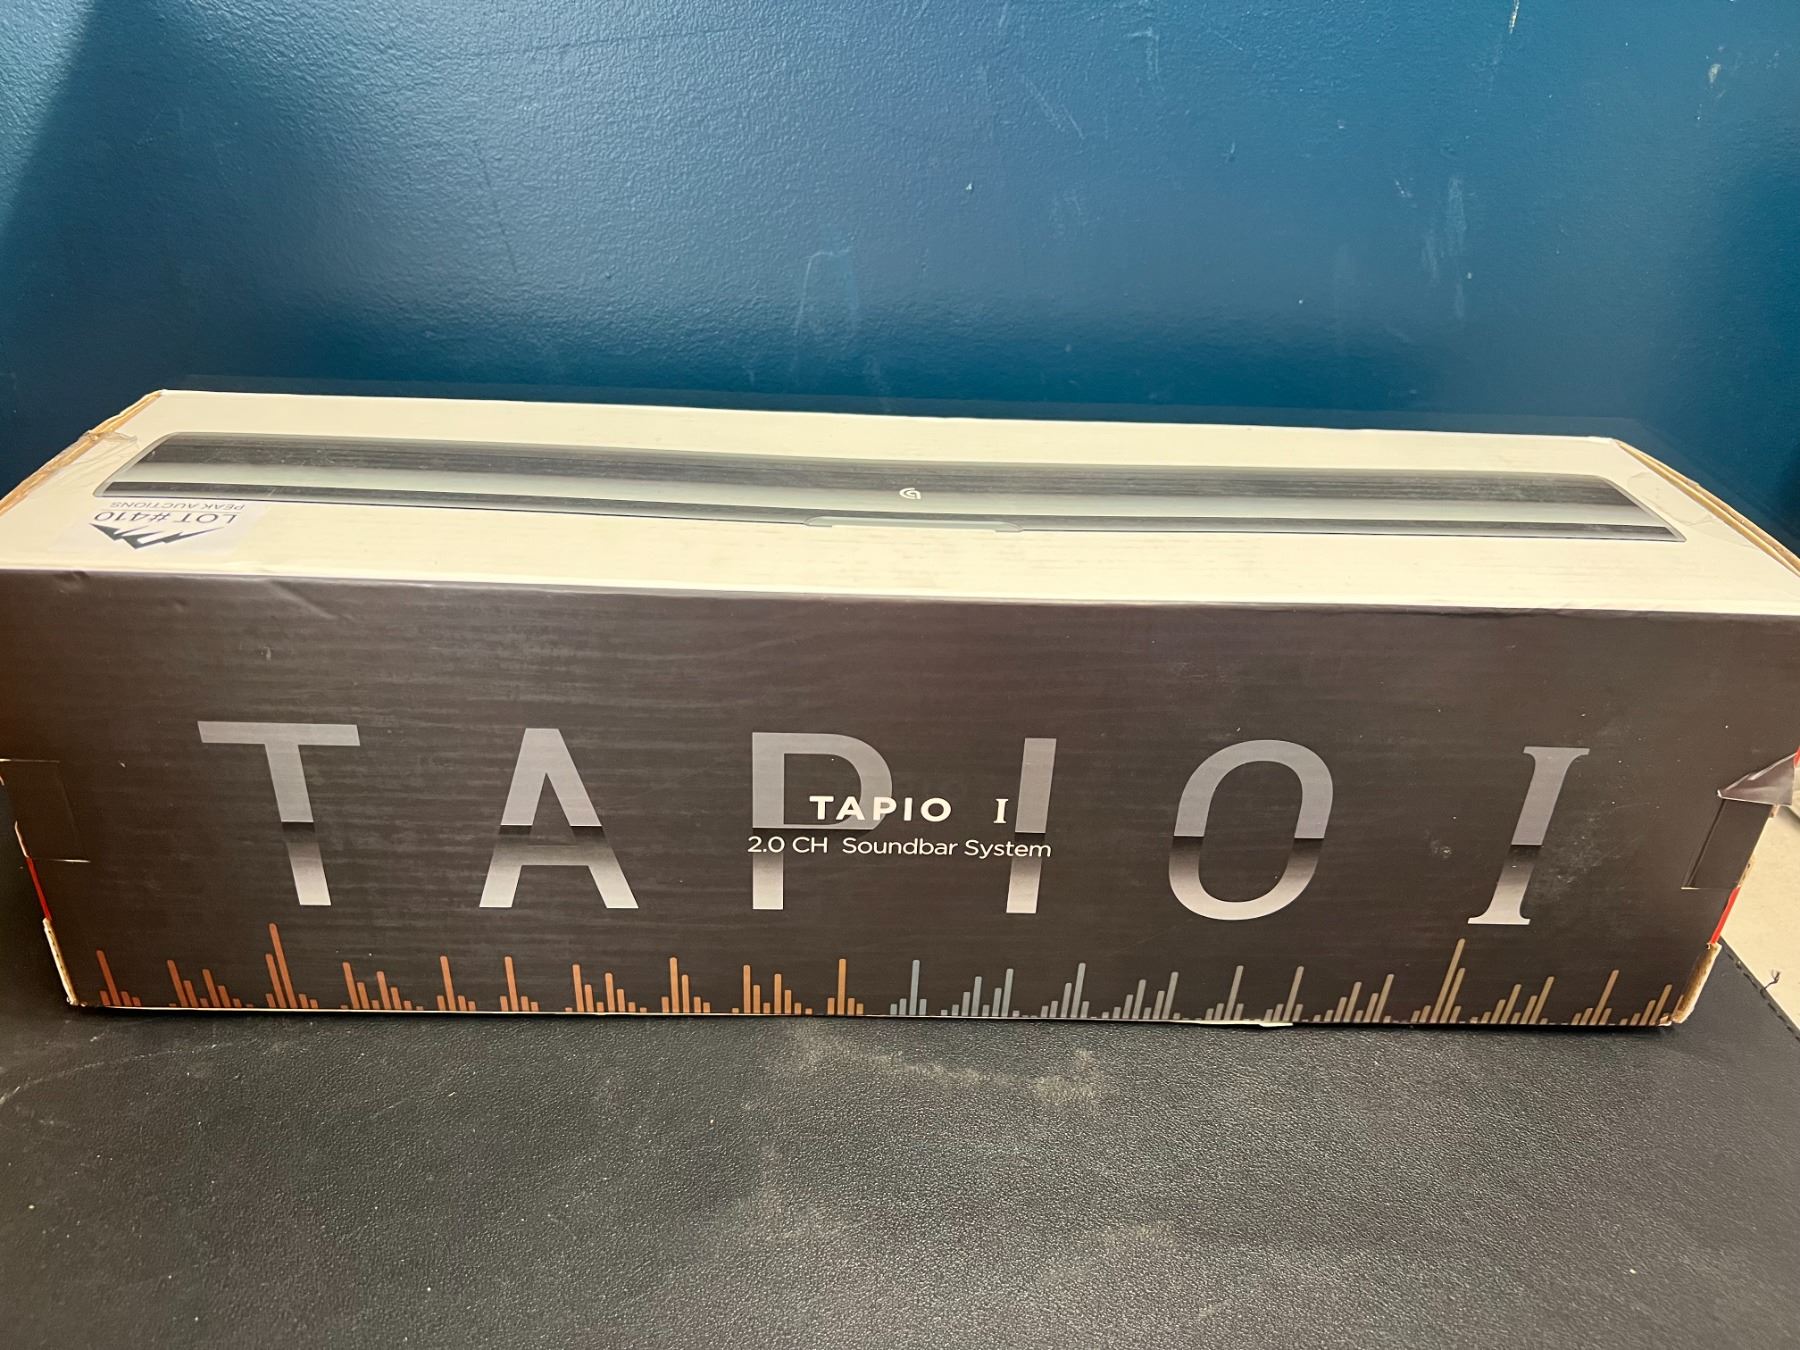 LOT #410
PEAK AUCTIONS
TAPIO I
TAPIO I
2.0 CH Soundbar System